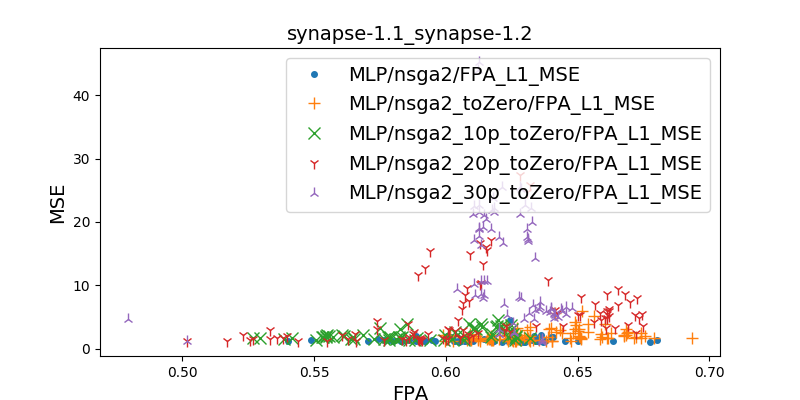 synapse-1.1_synapse-1.2
MSE
40
30
20
10
0
MLP/nsga2/FPA_L1_MSE
MLP/nsga2_toZero/FPA_L1_MSE
MLP/nsga2_10p_toZero/FPA_L1_MSE
MLP/nsga2_20p_toZero/FPA_L1_MSE
MLP/nsga2_30p_toZero/FPA_L1_MSE
0.50 0.55 0.60 0.65 0.70
FPA